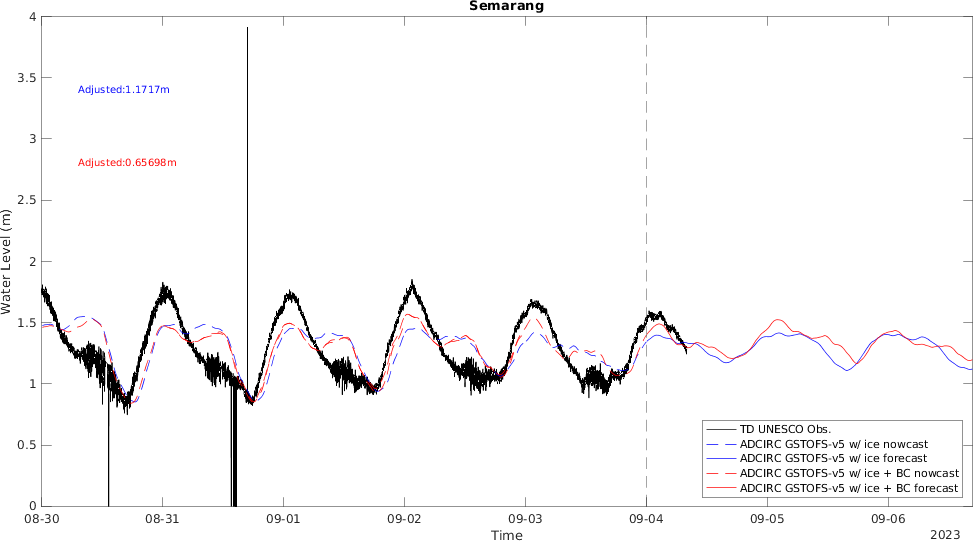 Semarang
4
3.5
3
2.5
2
1.5
1
0.5
0
Water Level (m)
Adjusted:1.1717m
Adjusted:0.65698m
TD UNESCO Obs.
ADCIRC GSTOFS-v5 w/ ice nowcast
ADCIRC GSTOFS-v5 w/ ice forecast
ADCIRC GSTOFS-v5 w/ ice + BC nowcast
ADCIRC GSTOFS-v5 w/ ice + BC forecast
08-30 08-31 09-01 09-02 09-03 09-04 09-05 09-06
Time
2023